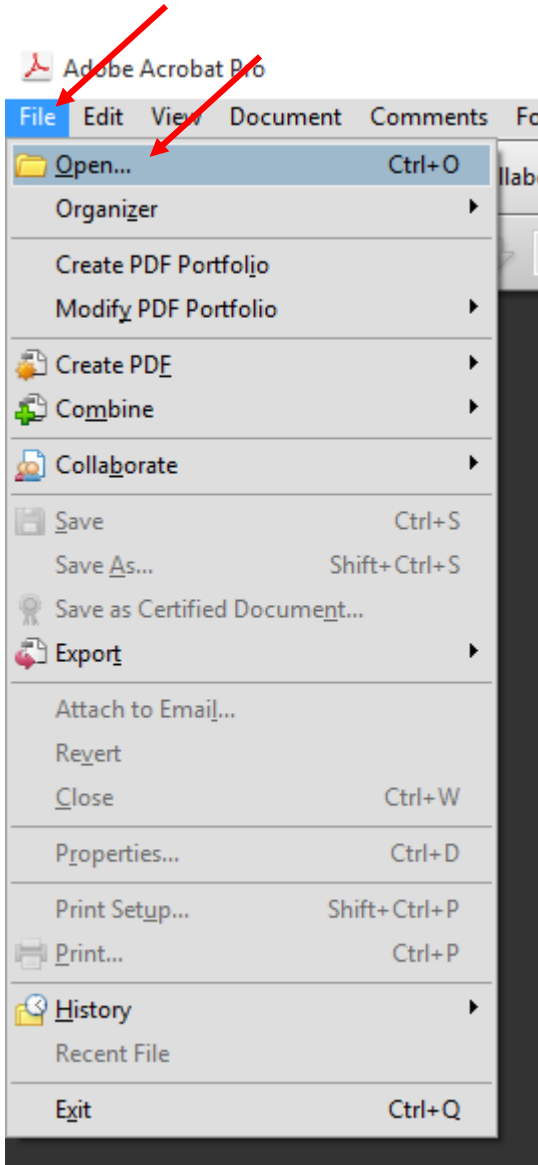 Adobe Acrobat Pro
File Edit View Document Comments Fo
Open... Ctrl+O
llab
Organizer
Create PDF Portfolio
Modify PDF Portfolio
Create PDF
Combine
Collaborate
Save Ctrl+S
Save As... Shift+Ctrl+S
Save as Certified Document...
Export
Attach to Email...
Revert
Close Ctrl+W
Properties... Ctrl+D
Print Setup... Shift+Ctrl+P
Print... Ctrl+P
History
Recent File
Exit Ctrl+Q